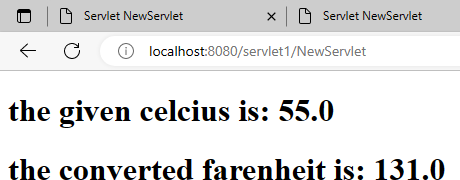 Servlet NewServlet
Servlet NewServlet
localhost:8080/servlet1/NewServlet
the given celcius is: 55.0
the converted farenheit is: 131.0